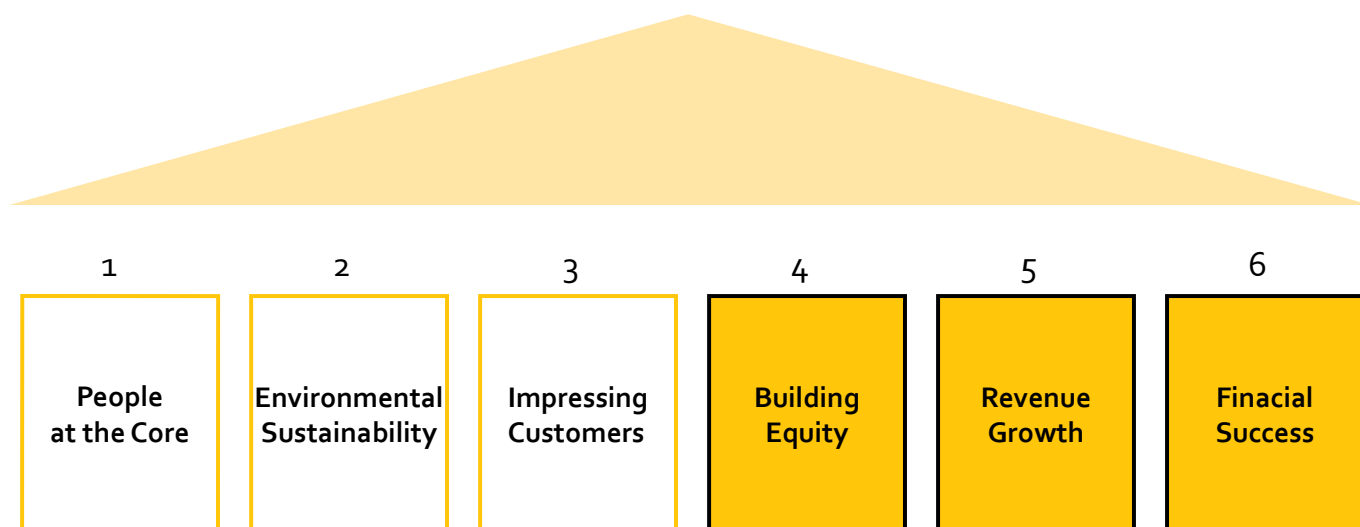 1 2 3 4 5 6
People
at the Core
Environmental
Sustainability
Impressing
Customers
Building
Equity
Revenue
Growth
Finacial
Success